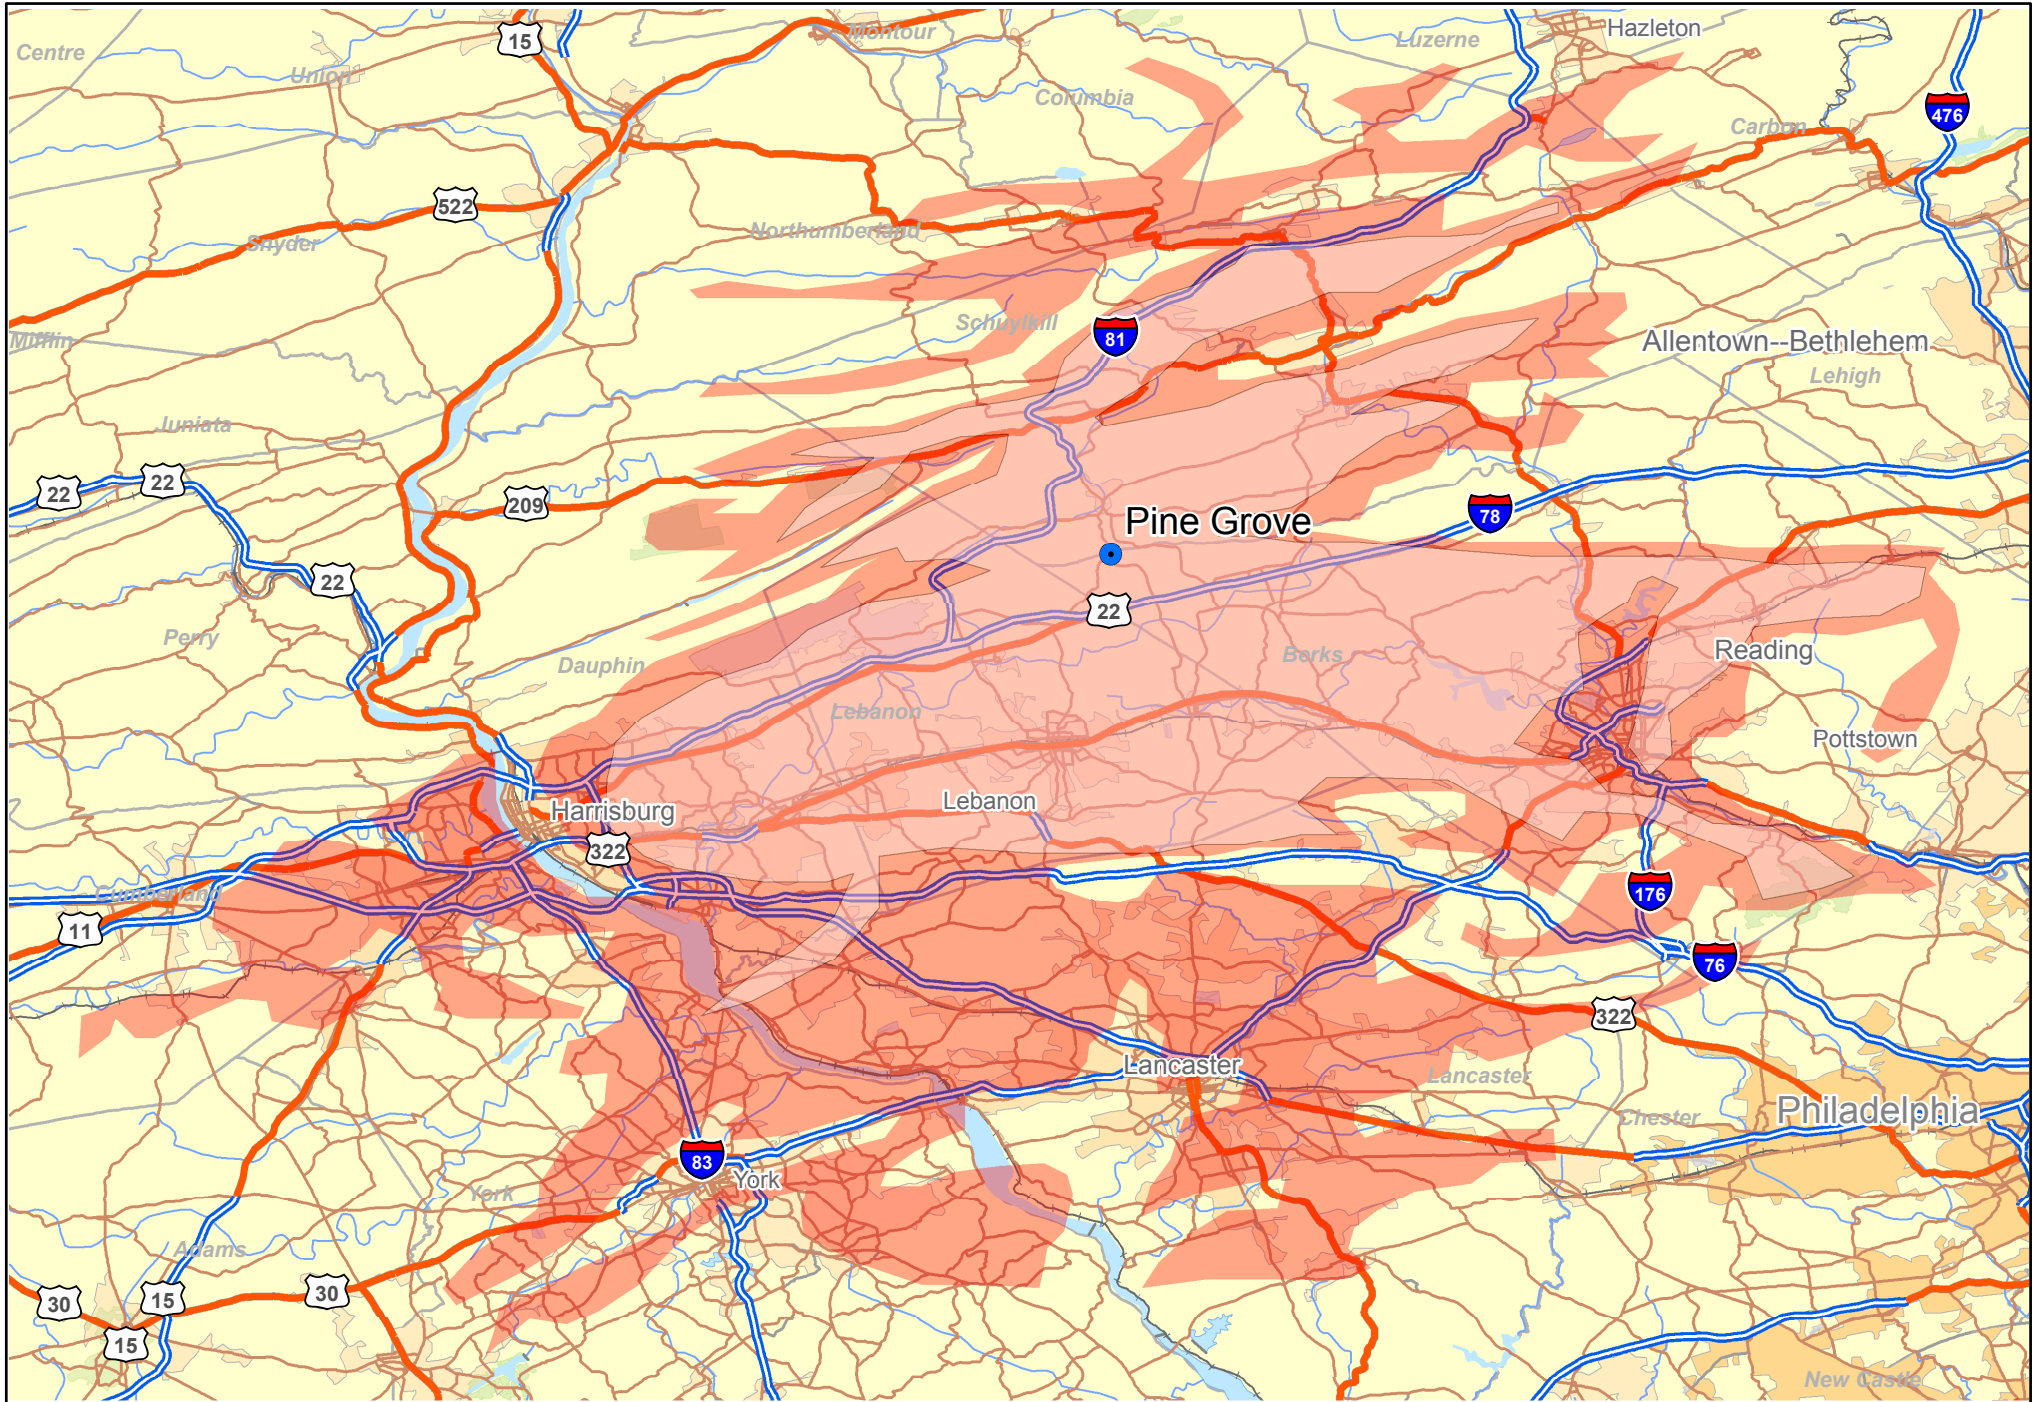 Hazleton
Luzerne
Montour
15
Centre
Union
Columbia
476
Carbon
522
Northumberland
Snyder
Schuylkill
81
Mifflin
Allentown--Bethlehem
Lehigh
Juniata
22
22
209
Pine Grove
78
22
22
Perry
Dauphin
Berks
Reading
Lebanon
Pottstown
Lebanon
Harrisburg
322
Cumberland
176
11
76
322
Lancaster
Lancaster
Philadelphia
Chester
83
York
York
Adams
30
15
30
15
New Castle